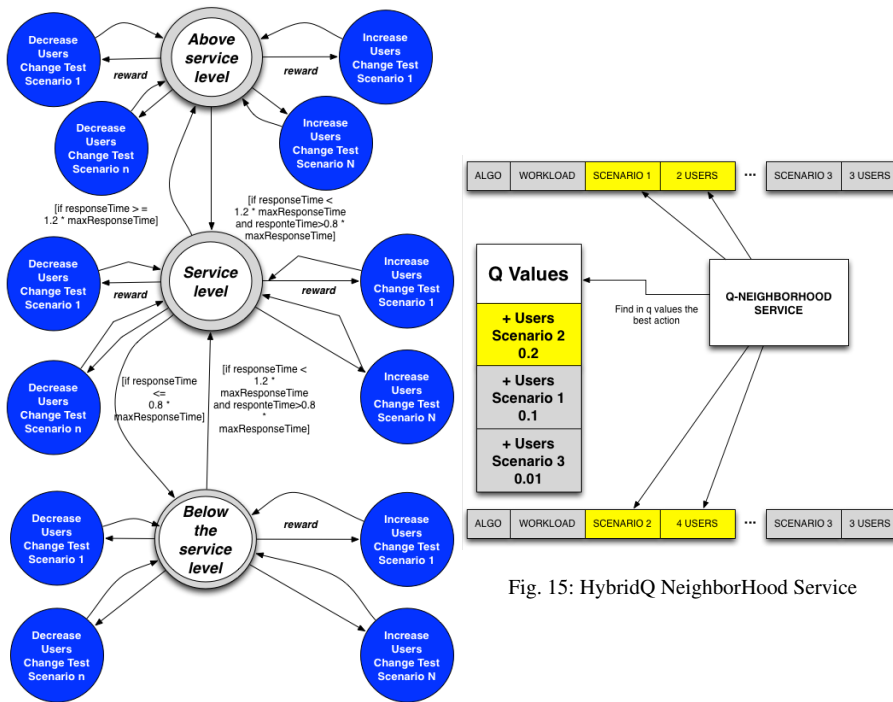 Decrease
Users
Change Test
Scenario 1
reward
Above
service
level
reward
Increase
Users
Change Test
Scenario 1
Decrease
Users
Change Test
Scenario n
Increase
Users
Change Test
Scenario N
[if responseTime >=
1.2 * maxResponseTime]
[if responseTime <
1.2 * maxResponseTime
and responteTime>0.8 *
maxResponseTime]
Decrease
Users
Change Test
Scenario 1
reward
Service
level
reward
Increase
Users
Change Test
Scenario 1
Decrease
Users
Change Test
Scenario n
[if responseTime
<=
0.8 *
maxResponseTime]
[if responseTime <
1.2 *
maxResponseTime
and responteTime>0.8
*
maxResponseTime]
Increase
Users
Change Test
Scenario N
Decrease
Users
Change Test
Scenario 1
Below
the
service
level
reward
Increase
Users
Change Test
Scenario 1
Decrease
Users
Change Test
Scenario n
Increase
Users
Change Test
Scenario N
ALGO WORKLOAD SCENARIO 1 2 USERS ... SCENARIO 3 3 USERS
Q Values
+ Users
Scenario 2
0.2
+ Users
Scenario 1
0.1
+ Users
Scenario 3
0.01
Find in q values the
best action
Q-NEIGHBORHOOD
SERVICE
ALGO WORKLOAD SCENARIO 2 4 USERS ... SCENARIO 3 3 USERS
Fig. 15: HybridQ NeighborHood Service